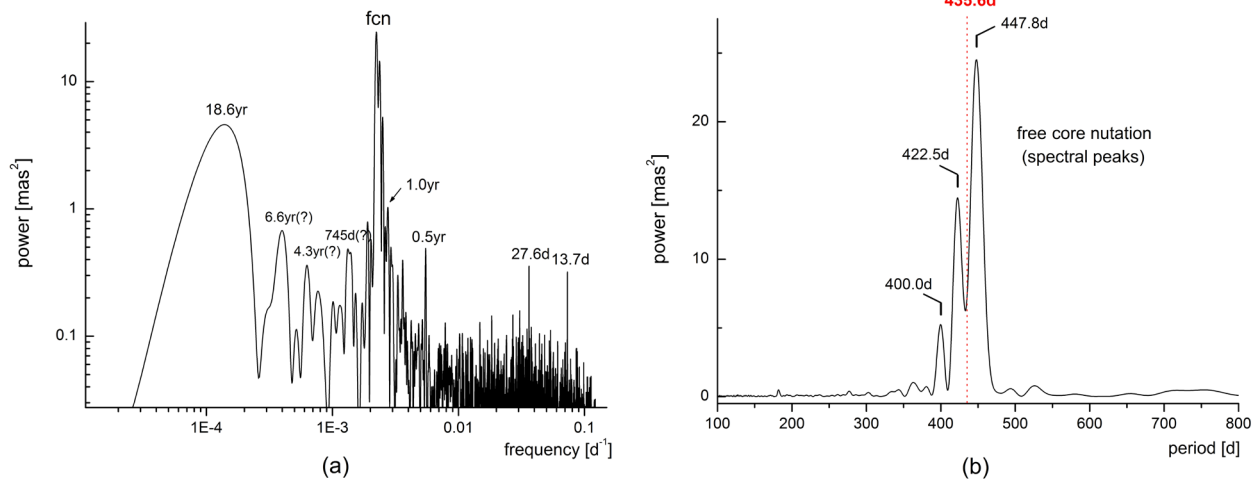 fcn
10
1
0.1
power [mas²]
18.6yr
6.6yr(?)
4.3yr(?)
745d(?)
1.0yr
0.5yr
27.6d
13.7d
1E-4
1E-3
0.01
0.1
frequency [d⁻¹]
(a)
435.6d
447.8d
20
10
0
power [mas²]
422.5d
400.0d
free core nutation
(spectral peaks)
100
200
300
400
500
600
700
800
period [d]
(b)